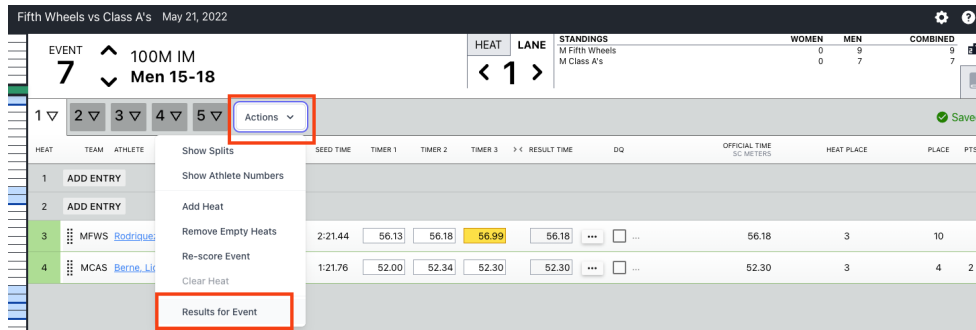 Fifth Wheels vs Class A's May 21, 2022
EVENT
7
100M IM
Men 15-18
HEAT LANE
1
STANDINGS WOMEN MEN COMBINED
M Fifth Wheels 0 9 9
M Class A's 0 7 7
1 2 3 4 5 Actions
Saved
HEAT TEAM ATHLETE SEED TIME TIMER 1 TIMER 2 TIMER 3 RESULT TIME DQ OFFICIAL TIME HEAT PLACE PLACE PTS
SC METERS
Show Splits
Show Athlete Numbers
1 ADD ENTRY
Add Heat
2 ADD ENTRY
Remove Empty Heats
3 MFWS Rodriquez 2:21.44 56.13 56.18 56.99 56.18 ... ... 56.18 3 10
Re-score Event
4 MCAS Berne, Lic 1:21.76 52.00 52.34 52.30 52.30 ... ... 52.30 3 4 2
Clear Heat
Results for Event